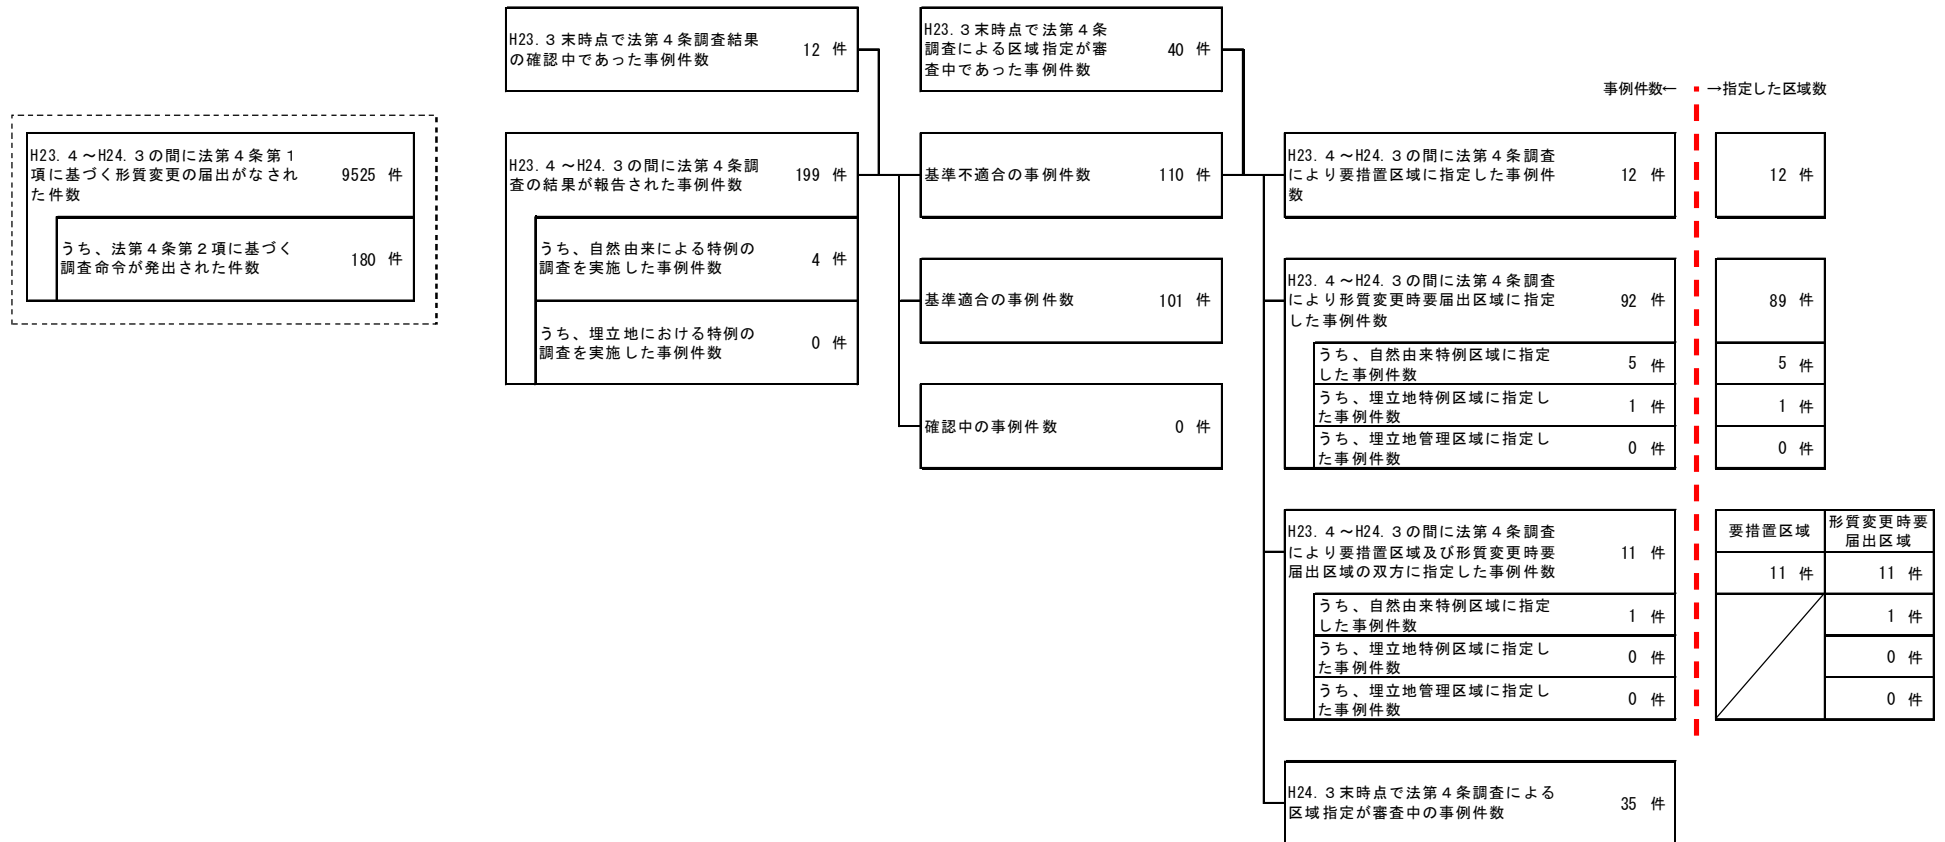 H23.３末時点で法第４条調査結果
の確認中であった事例件数
12 件
H23.３末時点で法第４条
調査による区域指定が審
査中であった事例件数
40 件
事例件数←
→指定した区域数
H23.４～H24.３の間に法第４条第１
項に基づく形質変更の届出がなされ
た件数
9525 件
うち、法第４条第２項に基づく
調査命令が発出された件数
180 件
H23.４～H24.３の間に法第４条調
査の結果が報告された事例件数
199 件
うち、自然由来による特例の
調査を実施した事例件数
4 件
うち、埋立地における特例の
調査を実施した事例件数
0 件
基準不適合の事例件数
110 件
基準適合の事例件数
101 件
確認中の事例件数
0 件
H23.４～H24.３の間に法第４条調査
により要措置区域に指定した事例件
数
12 件
12 件
H23.４～H24.３の間に法第４条調査
により形質変更時要届出区域に指定
した事例件数
92 件
89 件
うち、自然由来特例区域に指定
した事例件数
5 件
5 件
うち、埋立地特例区域に指定し
た事例件数
1 件
1 件
うち、埋立地管理区域に指定し
た事例件数
0 件
0 件
H23.４～H24.３の間に法第４条調査
により要措置区域及び形質変更時要
届出区域の双方に指定した事例件数
11 件
要措置区域
形質変更時要
届出区域
11 件
11 件
うち、自然由来特例区域に指定
した事例件数
1 件
1 件
うち、埋立地特例区域に指定し
た事例件数
0 件
0 件
うち、埋立地管理区域に指定し
た事例件数
0 件
0 件
H24.３末時点で法第４条調査による
区域指定が審査中の事例件数
35 件